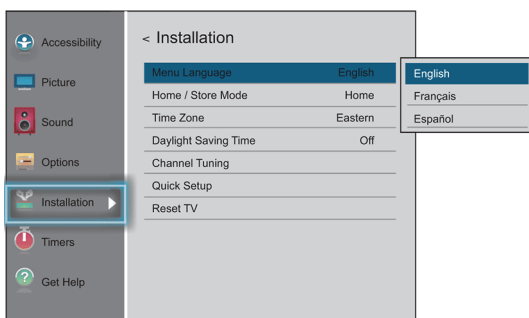 Accessibility
Picture
Sound
Options
Installation
Timers
Get Help
< Installation
Menu Language English
Home / Store Mode Home
Time Zone Eastern
Daylight Saving Time Off
Channel Tuning
Quick Setup
Reset TV
English
Français
Español